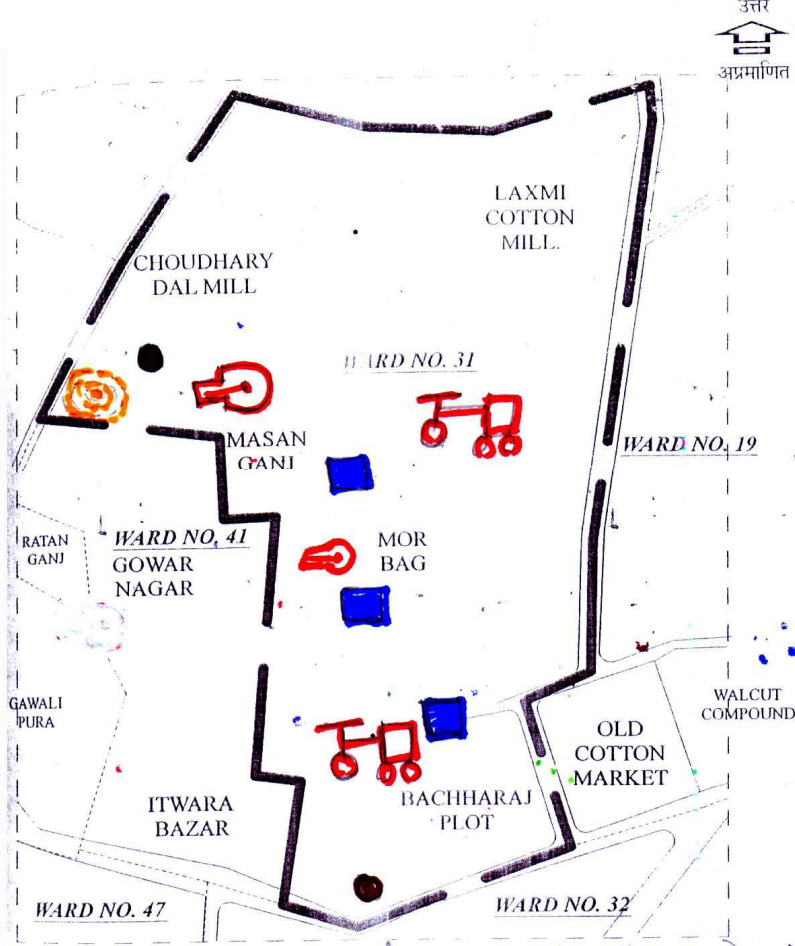 उत्तर
अप्रमाणित
LAXMI
COTTON
MILL.
CHOUDHARY
DAL MILL
WARD NO. 31
MASAN
GANJ
WARD NO. 19
RATAN
GANJ
WARD NO. 41
GOWAR
NAGAR
MOR
BAG
GAWALI
PURA
WALCUT
COMPOUND
OLD
COTTON
MARKET
ITWARA
BAZAR
BACHHARAJ
PLOT
WARD NO. 47
WARD NO. 32